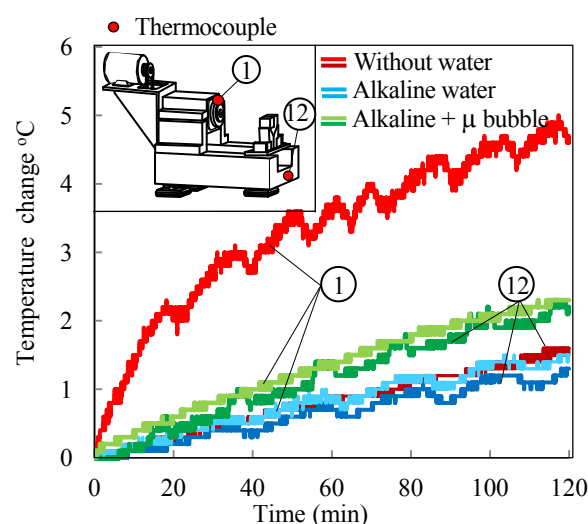 Thermocouple
6
5
4
3
2
1
0
Temperature change ºC
1
12
Without water
Alkaline water
Alkaline + µ bubble
1
12
0 20 40 60 80 100 120
Time (min)